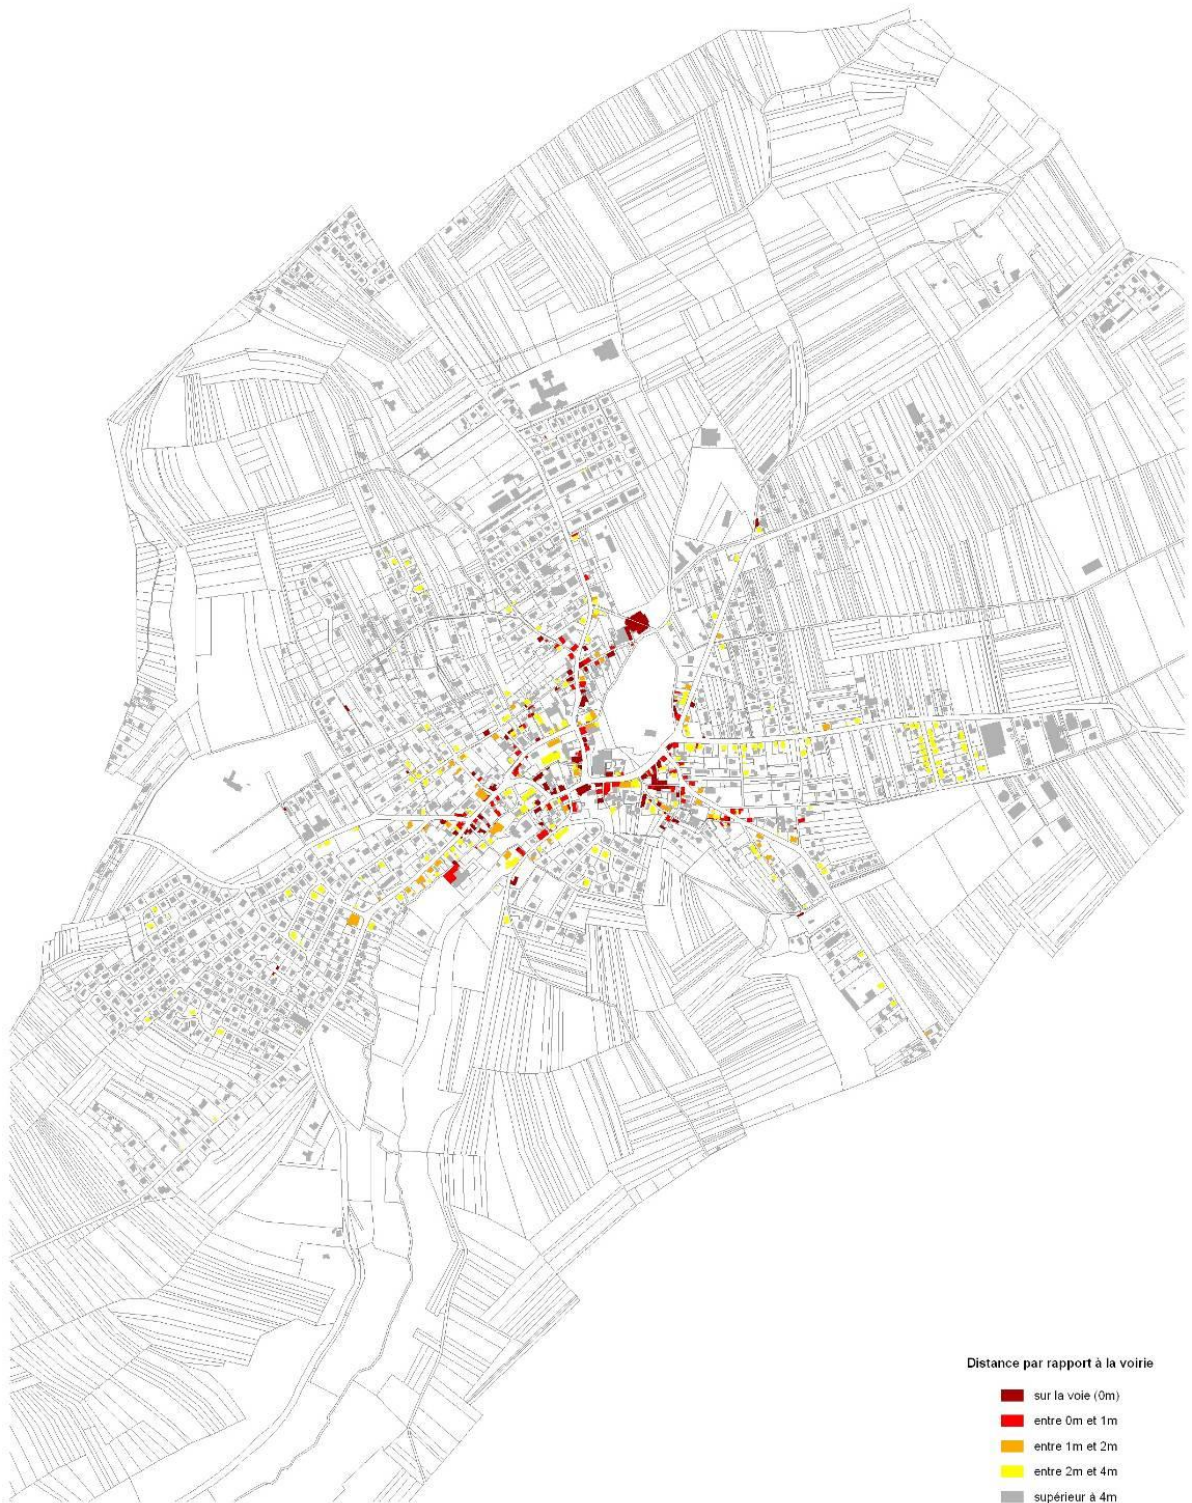 Distance par rapport à la voirie
sur la voie (0m)
entre 0m et 1m
entre 1m et 2m
entre 2m et 4m
supérieur à 4m